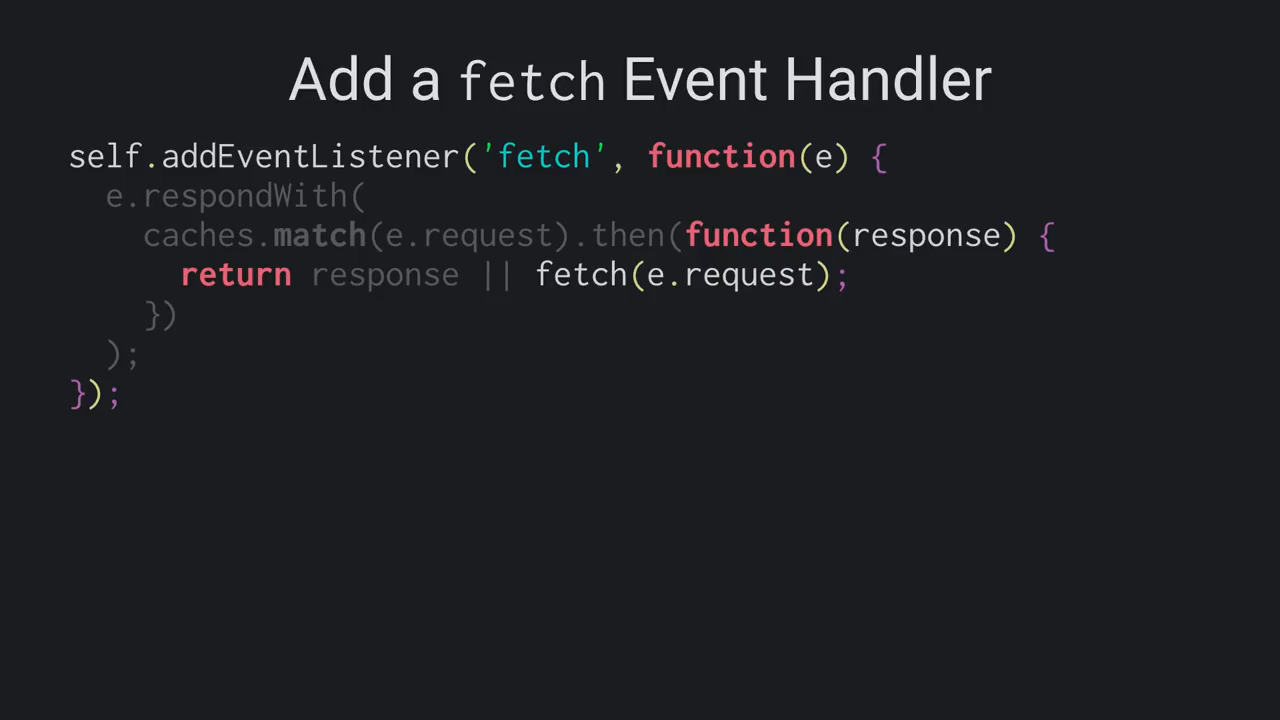 Add a fetch Event Handler
self.addEventListener('fetch', function(e) {
  e.respondWith(
    caches.match(e.request).then(function(response) {
      return response || fetch(e.request);
    })
  );
});